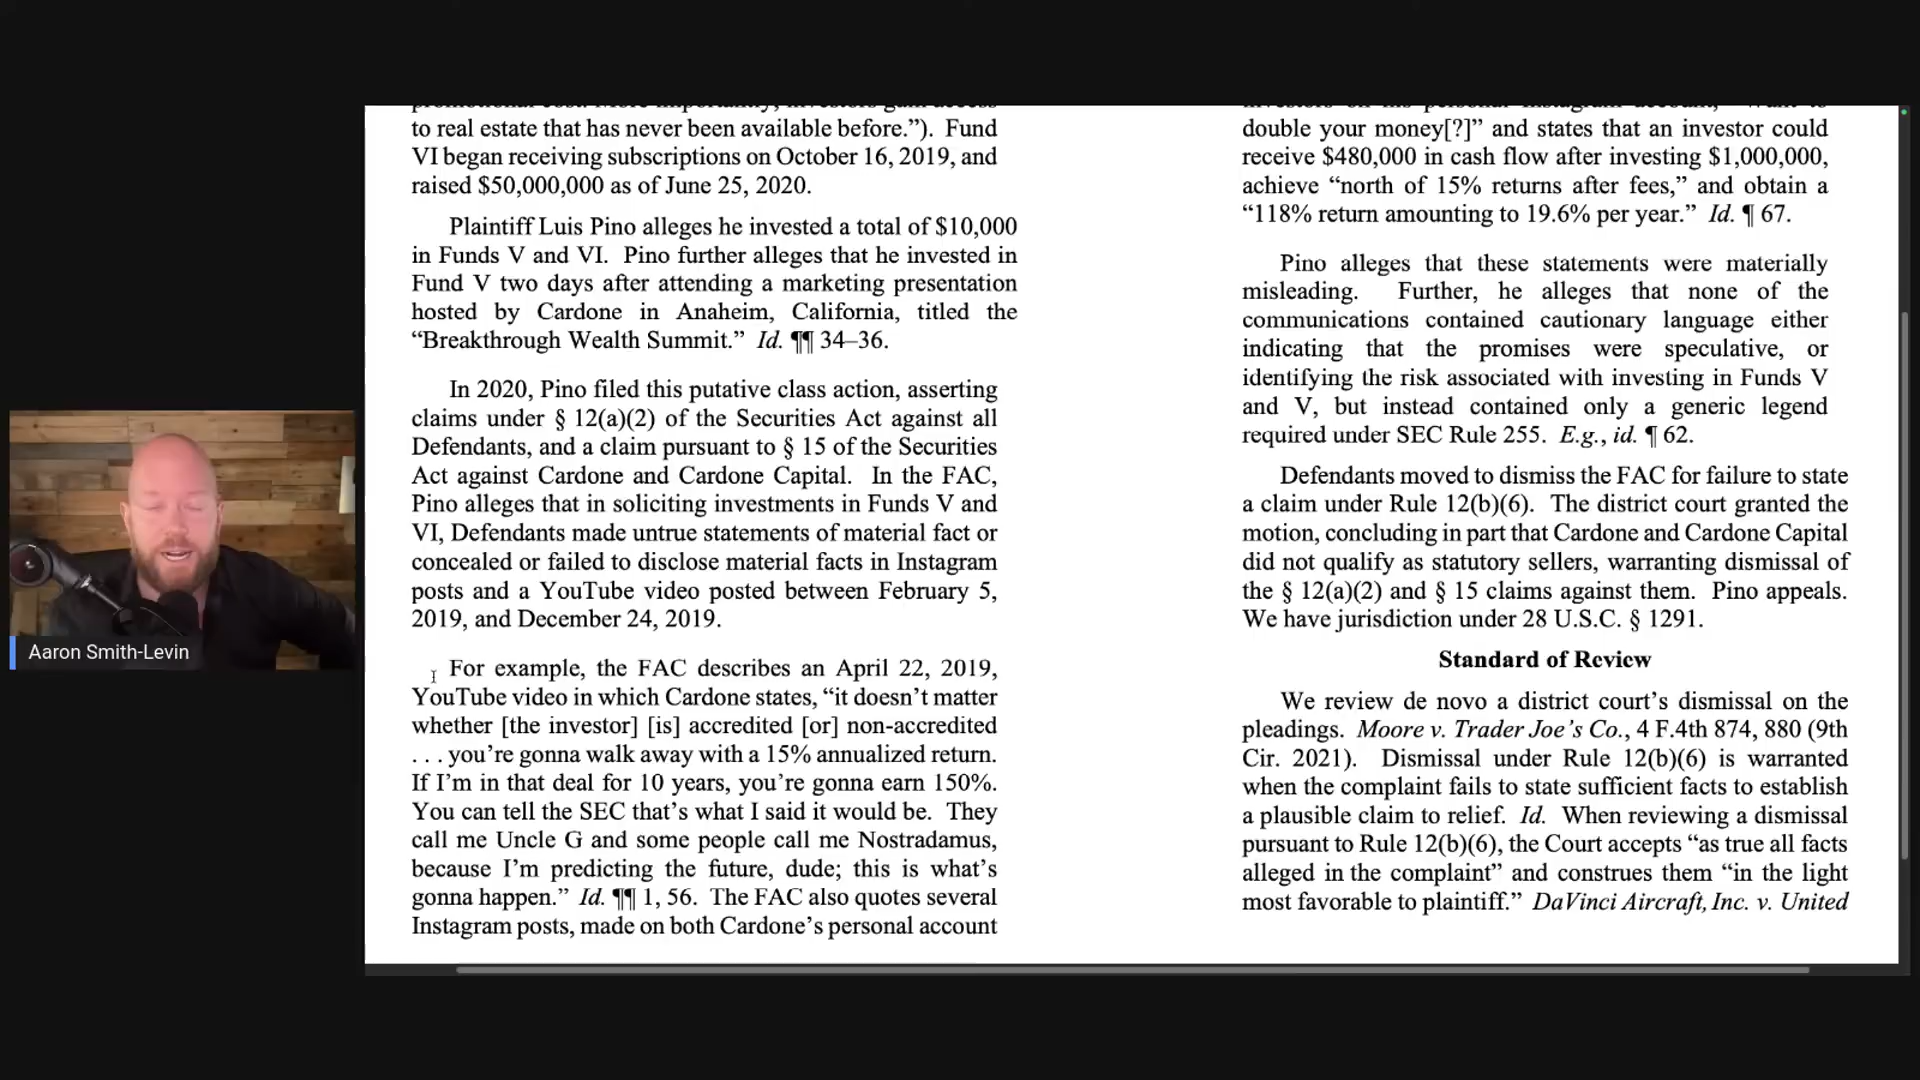 to real estate that has never been available before.”).  Fund
VI began receiving subscriptions on October 16, 2019, and
raised $50,000,000 as of June 25, 2020.
Plaintiff Luis Pino alleges he invested a total of $10,000
in Funds V and VI.  Pino further alleges that he invested in
Fund V two days after attending a marketing presentation
hosted by Cardone in Anaheim, California, titled the
“Breakthrough Wealth Summit.”  Id. ¶¶ 34–36.
In 2020, Pino filed this putative class action, asserting
claims under § 12(a)(2) of the Securities Act against all
Defendants, and a claim pursuant to § 15 of the Securities
Act against Cardone and Cardone Capital.  In the FAC,
Pino alleges that in soliciting investments in Funds V and
VI, Defendants made untrue statements of material fact or
concealed or failed to disclose material facts in Instagram
posts and a YouTube video posted between February 5,
2019, and December 24, 2019.
For example, the FAC describes an April 22, 2019,
YouTube video in which Cardone states, “it doesn’t matter
whether [the investor] [is] accredited [or] non-accredited
. . . you’re gonna walk away with a 15% annualized return.
If I’m in that deal for 10 years, you’re gonna earn 150%.
You can tell the SEC that’s what I said it would be.  They
call me Uncle G and some people call me Nostradamus,
because I’m predicting the future, dude; this is what’s
gonna happen.”  Id. ¶¶ 1, 56.  The FAC also quotes several
Instagram posts, made on both Cardone’s personal account
double your money[?]” and states that an investor could
receive $480,000 in cash flow after investing $1,000,000,
achieve “north of 15% returns after fees,” and obtain a
“118% return amounting to 19.6% per year.”  Id. ¶ 67.
Pino alleges that these statements were materially
misleading.  Further, he alleges that none of the
communications contained cautionary language either
indicating that the promises were speculative, or
identifying the risk associated with investing in Funds V
and V, but instead contained only a generic legend
required under SEC Rule 255.  E.g., id. ¶ 62.
Defendants moved to dismiss the FAC for failure to state
a claim under Rule 12(b)(6).  The district court granted the
motion, concluding in part that Cardone and Cardone Capital
did not qualify as statutory sellers, warranting dismissal of
the § 12(a)(2) and § 15 claims against them.  Pino appeals.
We have jurisdiction under 28 U.S.C. § 1291.
Standard of Review
We review de novo a district court’s dismissal on the
pleadings.  Moore v. Trader Joe’s Co., 4 F.4th 874, 880 (9th
Cir. 2021).  Dismissal under Rule 12(b)(6) is warranted
when the complaint fails to state sufficient facts to establish
a plausible claim to relief.  Id.  When reviewing a dismissal
pursuant to Rule 12(b)(6), the Court accepts “as true all facts
alleged in the complaint” and construes them “in the light
most favorable to plaintiff.”  DaVinci Aircraft, Inc. v. United
Aaron Smith-Levin